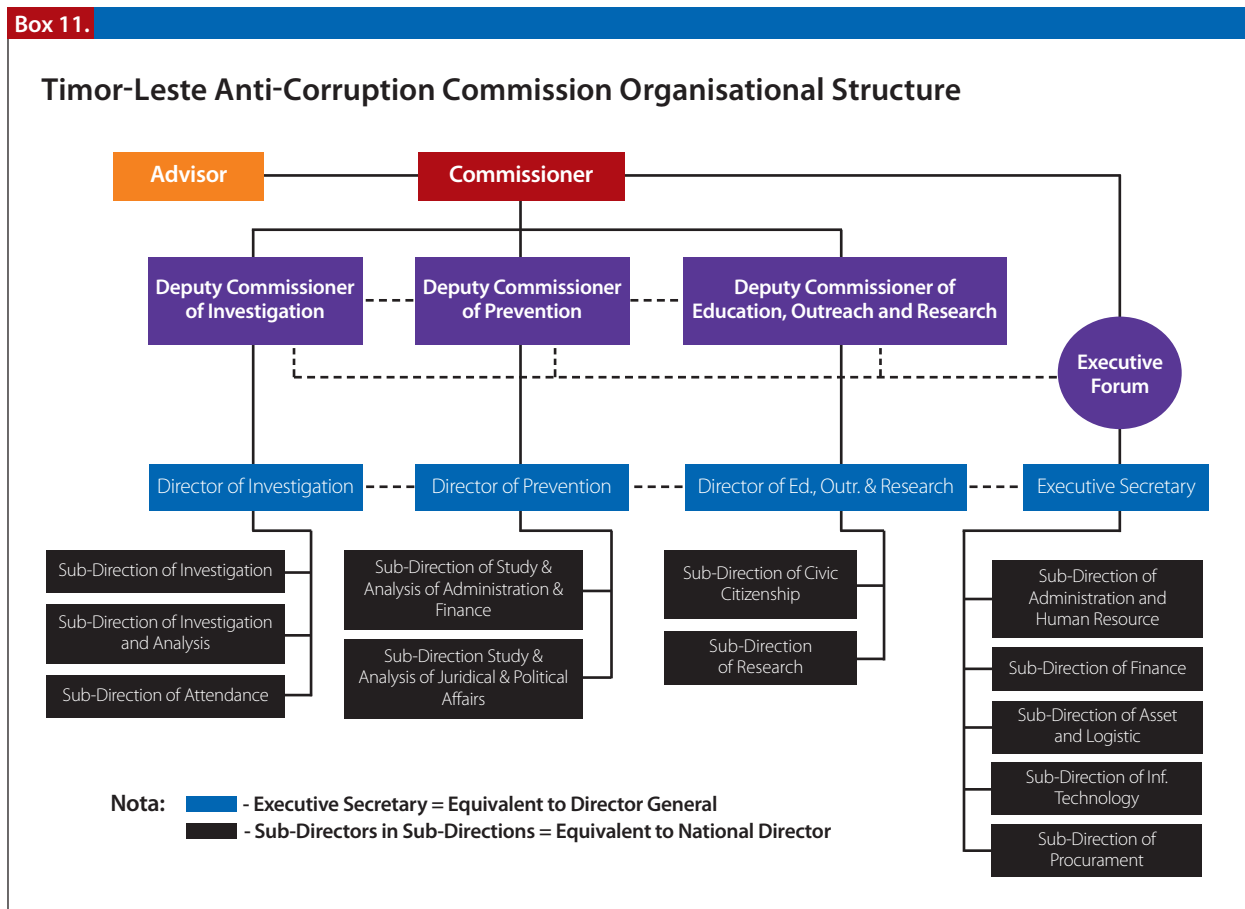 Box 11.
Timor-Leste Anti-Corruption Commission Organisational Structure
Advisor
Commissioner
Deputy Commissioner
of Investigation
Deputy Commissioner
of Prevention
Deputy Commissioner of
Education, Outreach and Research
Executive
Forum
Director of Investigation
Director of Prevention
Director of Ed., Outr. & Research
Executive Secretary
Sub-Direction of Investigation
Sub-Direction of Investigation
and Analysis
Sub-Direction of Attendance
Sub-Direction of Study &
Analysis of Administration &
Finance
Sub-Direction Study &
Analysis of Juridical & Political
Affairs
Sub-Direction of Civic
Citizenship
Sub-Direction
of Research
Sub-Direction of
Administration and
Human Resource
Sub-Direction of Finance
Sub-Direction of Asset
and Logistic
Sub-Direction of Inf.
Technology
Sub-Direction of
Procurament
Nota:
- Executive Secretary = Equivalent to Director General
- Sub-Directors in Sub-Directions = Equivalent to National Director